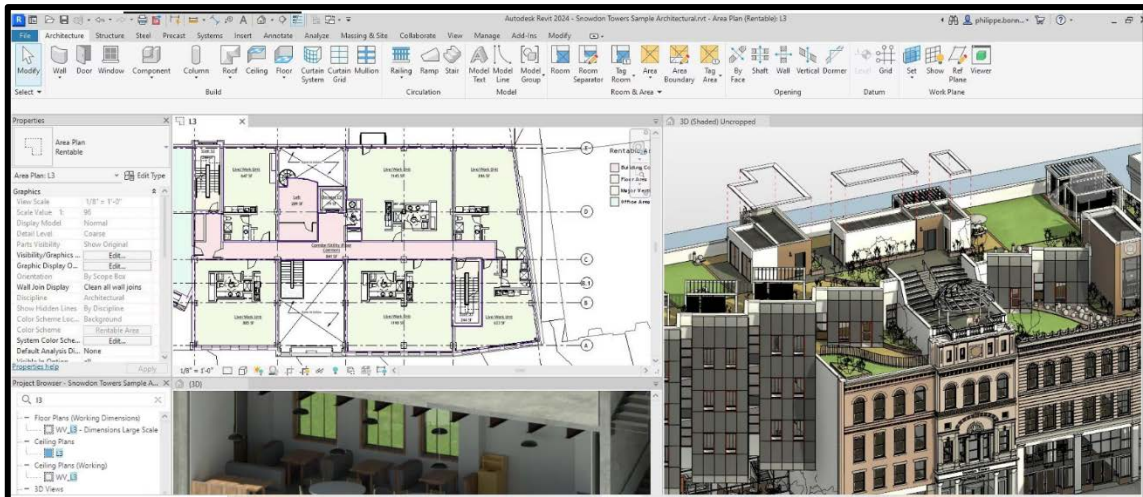 Autodesk Revit 2024 - Snowdon Towers Sample Architectural.rvt - Area Plan (Rentable): L3
philippe.bonn...
File Architecture Structure Steel Precast Systems Insert Annotate Analyze Massing & Site Collaborate View Manage Add-Ins Modify
Modify Wall Door Window Component Column Roof Ceiling Floor Curtain System Curtain Grid Mullion Railing Ramp Stair Model Text Model Line Model Group Room Room Separator Tag Room Area Area Boundary Tag Area By Face Shaft Wall Vertical Dormer Level Grid Set Show Ref Plane Viewer
Select Build Circulation Model Room & Area Opening Datum Work Plane
Properties
L3
3D (Shaded) Uncropped
Area Plan
Rentable
Area Plan: L3
Edit Type
Graphics
View Scale 1/8" = 1'-0"
Scale Value 1: 96
Display Model Normal
Detail Level Coarse
Parts Visibility Show Original
Visibility/Graphics ... Edit...
Graphic Display O... Edit...
Orientation By Scope Box
Wall Join Display Clean all wall joins
Discipline Architectural
Show Hidden Lines By Discipline
Color Scheme Loc... Background
Color Scheme Rentable Area
System Color Sche... Edit...
Default Analysis Di... None
Properties help
Apply
Rentable
Building
Floor Area
Office Area
E
D
C
B.1
B
A
1/8" = 1'-0"
Project Browser - Snowdon Towers Sample A...
(3D)
l3
Floor Plans (Working Dimensions)
WV_L3 - Dimensions Large Scale
Ceiling Plans
L3
Ceiling Plans (Working)
WV_L3
3D Views